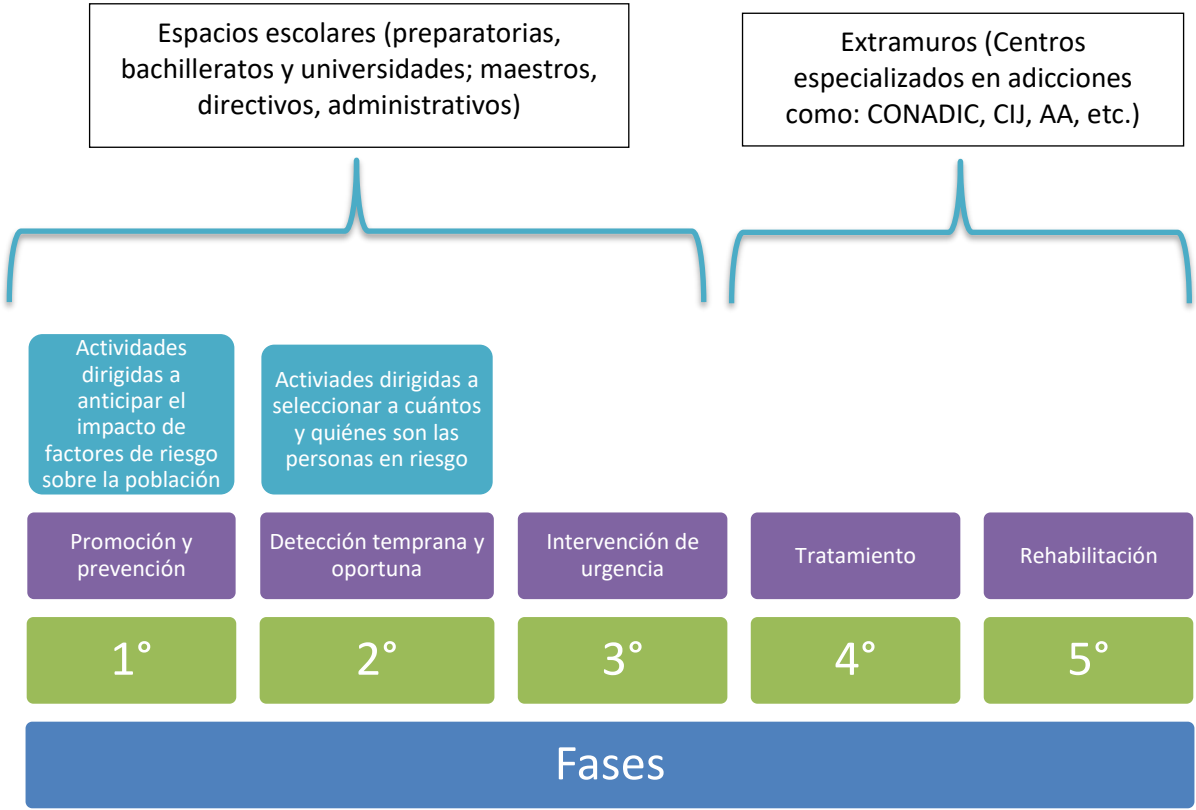 Espacios escolares (preparatorias,
bachilleratos y universidades; maestros,
directivos, administrativos)
Extramuros (Centros
especializados en adicciones
como: CONADIC, CIJ, AA, etc.)
Actividades
dirigidas a
anticipar el
impacto de
factores de riesgo
sobre la población
Activiades dirigidas a
seleccionar a cuántos
y quiénes son las
personas en riesgo
Promoción y
prevención
Detección temprana y
oportuna
Intervención de
urgencia
Tratamiento
Rehabilitación
1°
2°
3°
4°
5°
Fases